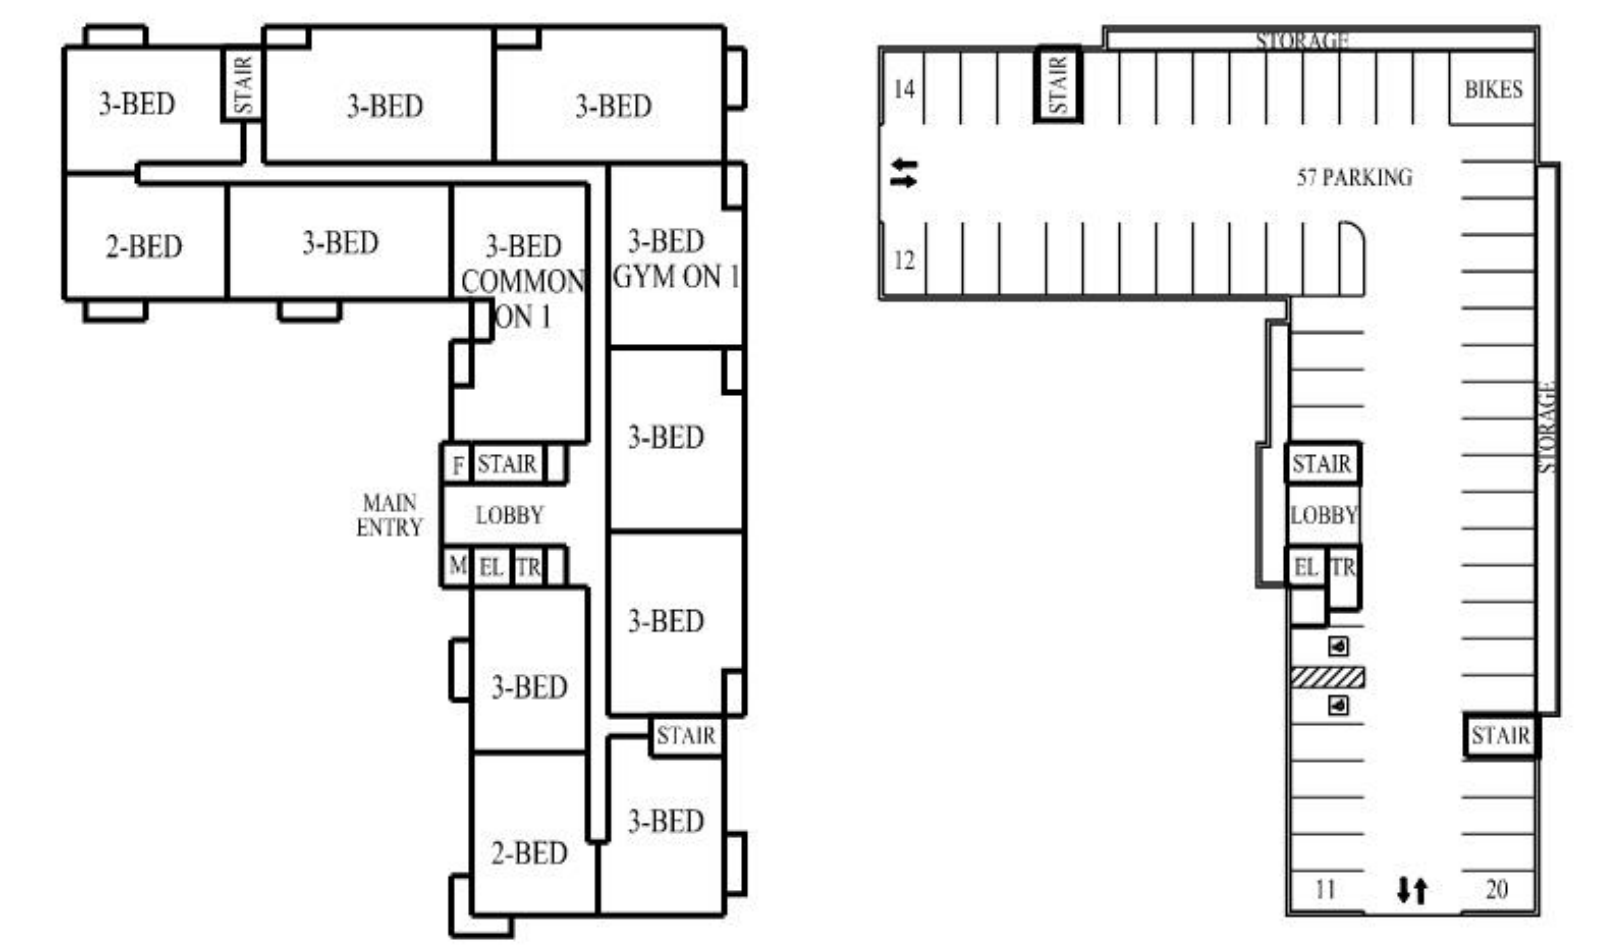 3-BED
STAIR
3-BED
3-BED
2-BED
3-BED
3-BED
COMMON
ON 1
3-BED
GYM ON 1
3-BED
F
STAIR
MAIN
ENTRY
LOBBY
M
EL
TR
3-BED
3-BED
STAIR
3-BED
2-BED
STORAGE
14
STAIR
BIKES
57 PARKING
12
STORAGE
STAIR
LOBBY
EL
TR
STAIR
11
20